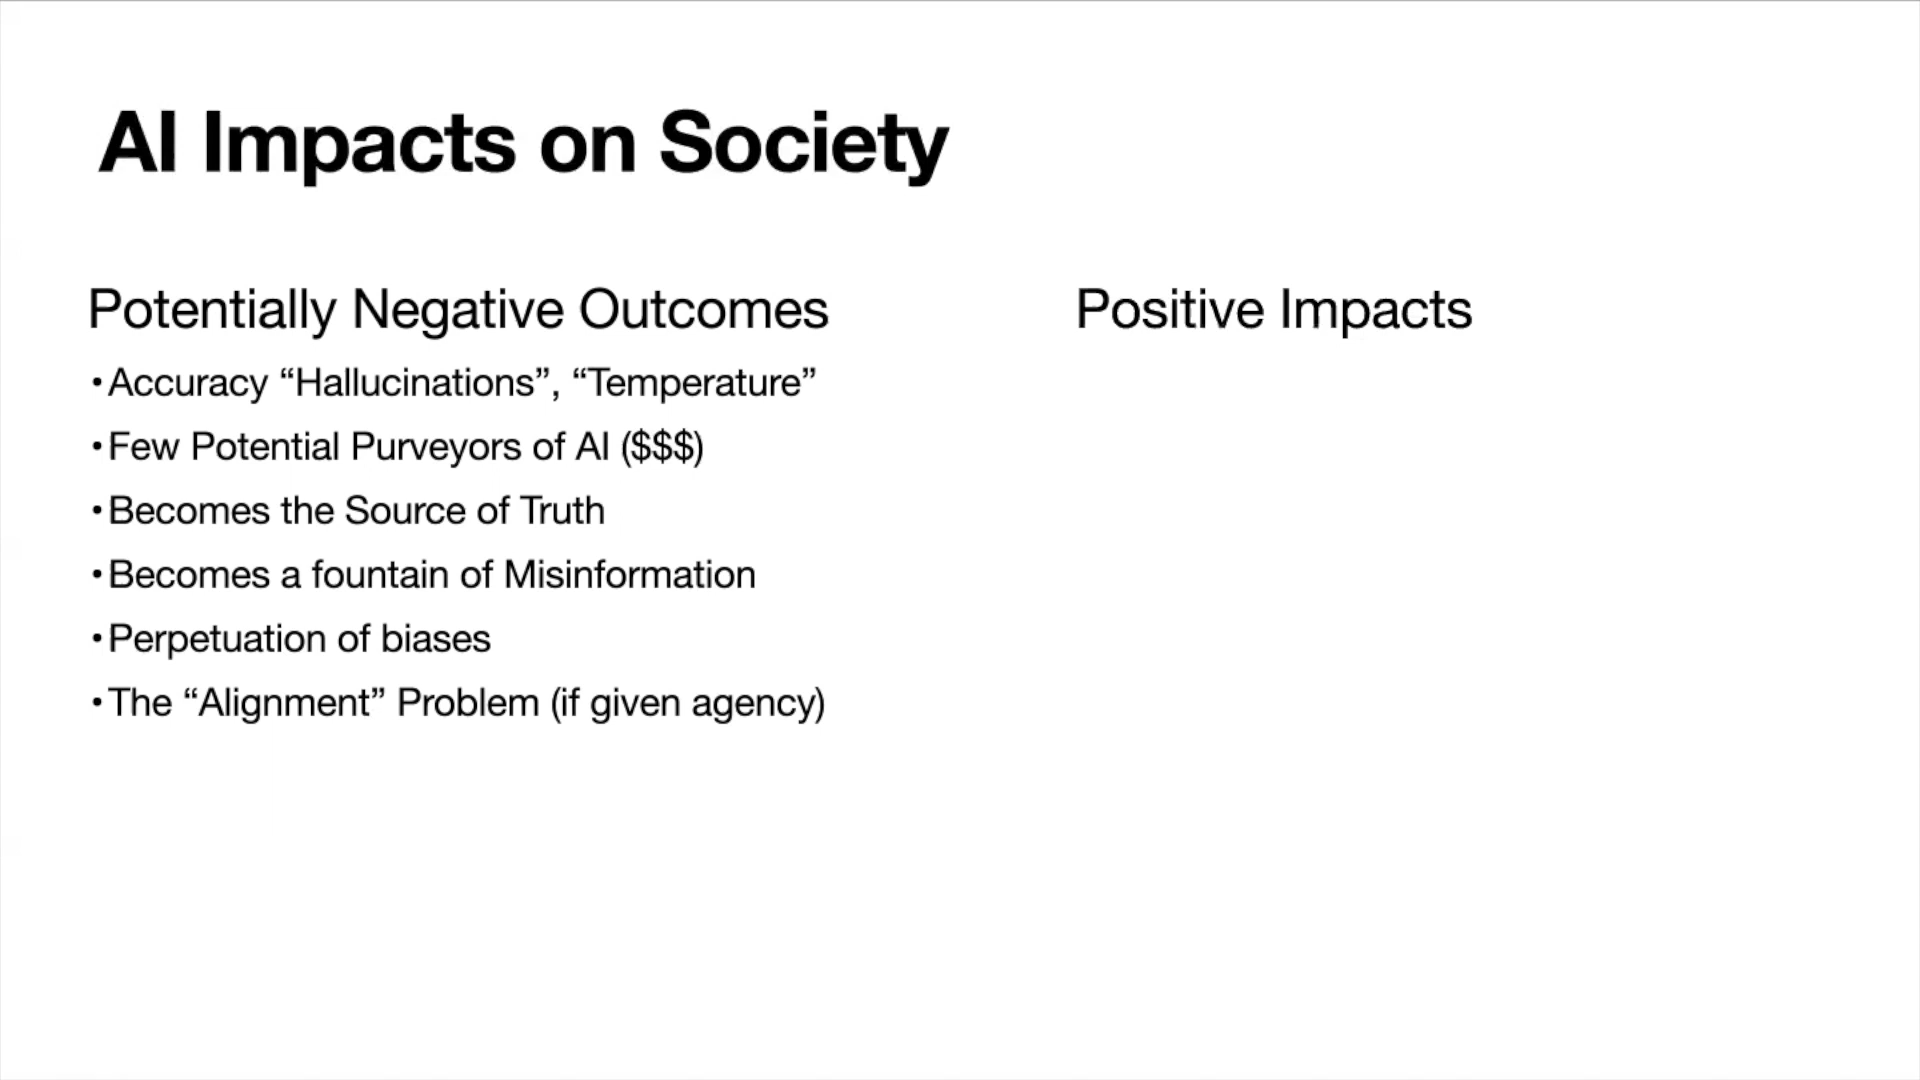 AI Impacts on Society
Potentially Negative Outcomes
•Accuracy “Hallucinations”, “Temperature”
•Few Potential Purveyors of AI ($$$)
•Becomes the Source of Truth
•Becomes a fountain of Misinformation
•Perpetuation of biases
•The “Alignment” Problem (if given agency)
Positive Impacts